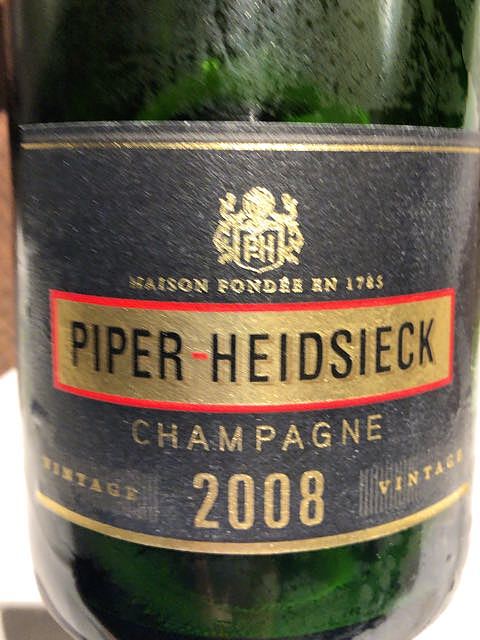 PH
MAISON FONDÉE EN 1785
PIPER-HEIDSIECK
CHAMPAGNE
VINTAGE 2008 VINTAGE